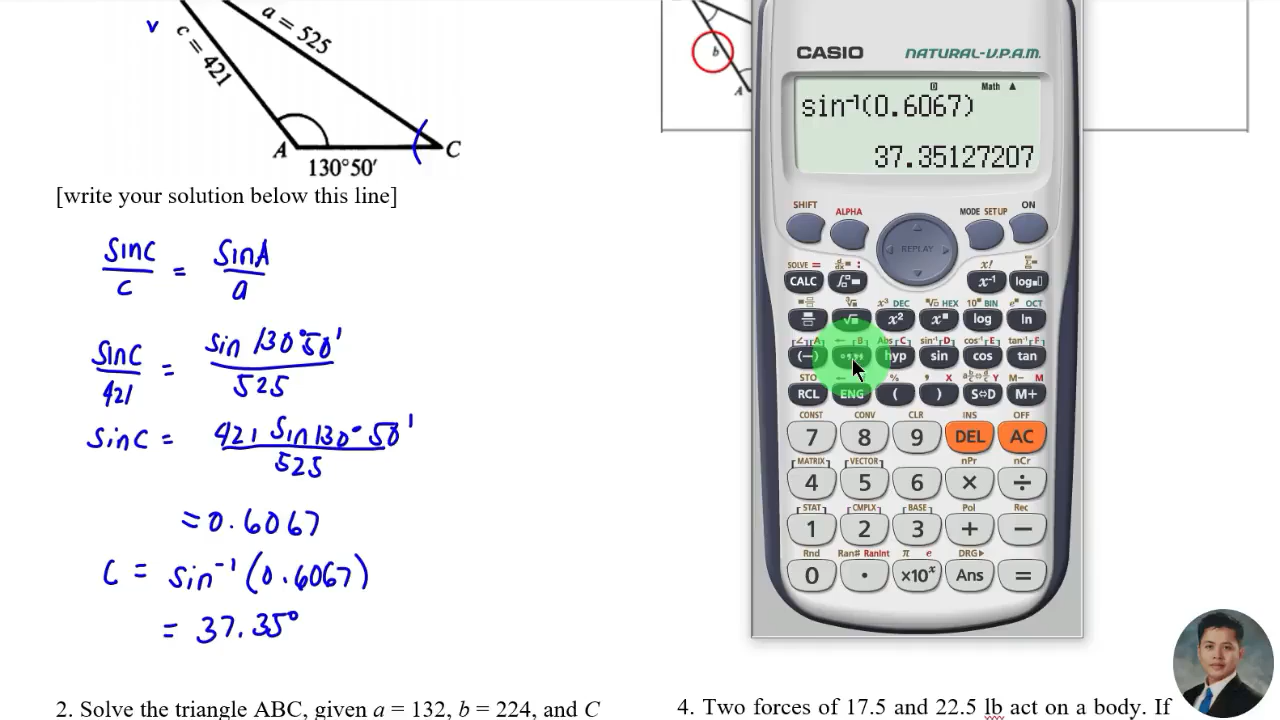 a = 525
c = 421
A
C
130°50'
[write your solution below this line]
SinC/c = SinA/a
SinC/421 = Sin 130°50'/525
SinC = 421 Sin130°50'/525
= 0.6067
C = Sin⁻¹(0.6067)
= 37.35°
2. Solve the triangle ABC, given a = 132, b = 224, and C
b
A
CASIO NATURAL-V.P.A.M.
D Math ▲
sin⁻¹(0.6067)
37.35127207
SHIFT ALPHA MODE SETUP ON
REPLAY
SOLVE = d/dx= : x! Σ=
CALC ∫▫= x⁻¹ log▫
³√▫ x³ DEC ▫√▫ HEX 10▫ BIN e▫ OCT
√▫ x² x▫ log ln
∠ A ← B Abs C sin⁻¹ D cos⁻¹ E tan⁻¹ F
(−) hyp sin cos tan
STO ← % , X a b/c⇔d/c Y M− M
RCL ENG ( ) S⇔D M+
CONST CONV CLR INS OFF
7 8 9 DEL AC
MATRIX VECTOR nPr nCr
4 5 6 × ÷
STAT CMPLX BASE Pol Rec
1 2 3 + −
Rnd Ran# RanInt π e DRG▶
0 · ×10ˣ Ans =
4. Two forces of 17.5 and 22.5 lb act on a body. If